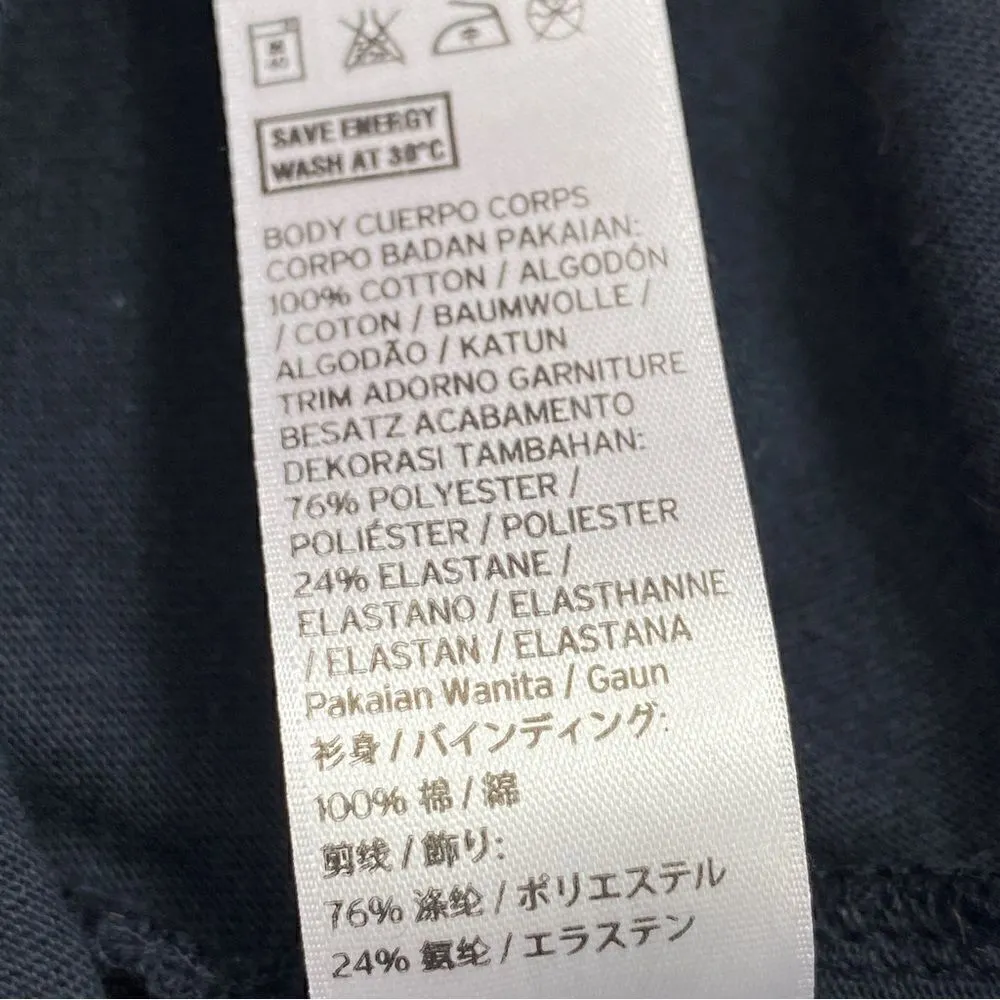 SAVE ENERGY
WASH AT 30°C
BODY CUERPO CORPS
CORPO BADAN PAKAIAN:
100% COTTON / ALGODÓN
/ COTON / BAUMWOLLE /
ALGODÃO / KATUN
TRIM ADORNO GARNITURE
BESATZ ACABAMENTO
DEKORASI TAMBAHAN:
76% POLYESTER /
POLIÉSTER / POLIESTER
24% ELASTANE /
ELASTANO / ELASTHANNE
/ ELASTAN / ELASTANA
Pakaian Wanita / Gaun
衫身 / バインディング:
100% 棉 / 綿
剪线 / 飾り:
76% 涤纶 / ポリエステル
24% 氨纶 / エラステン